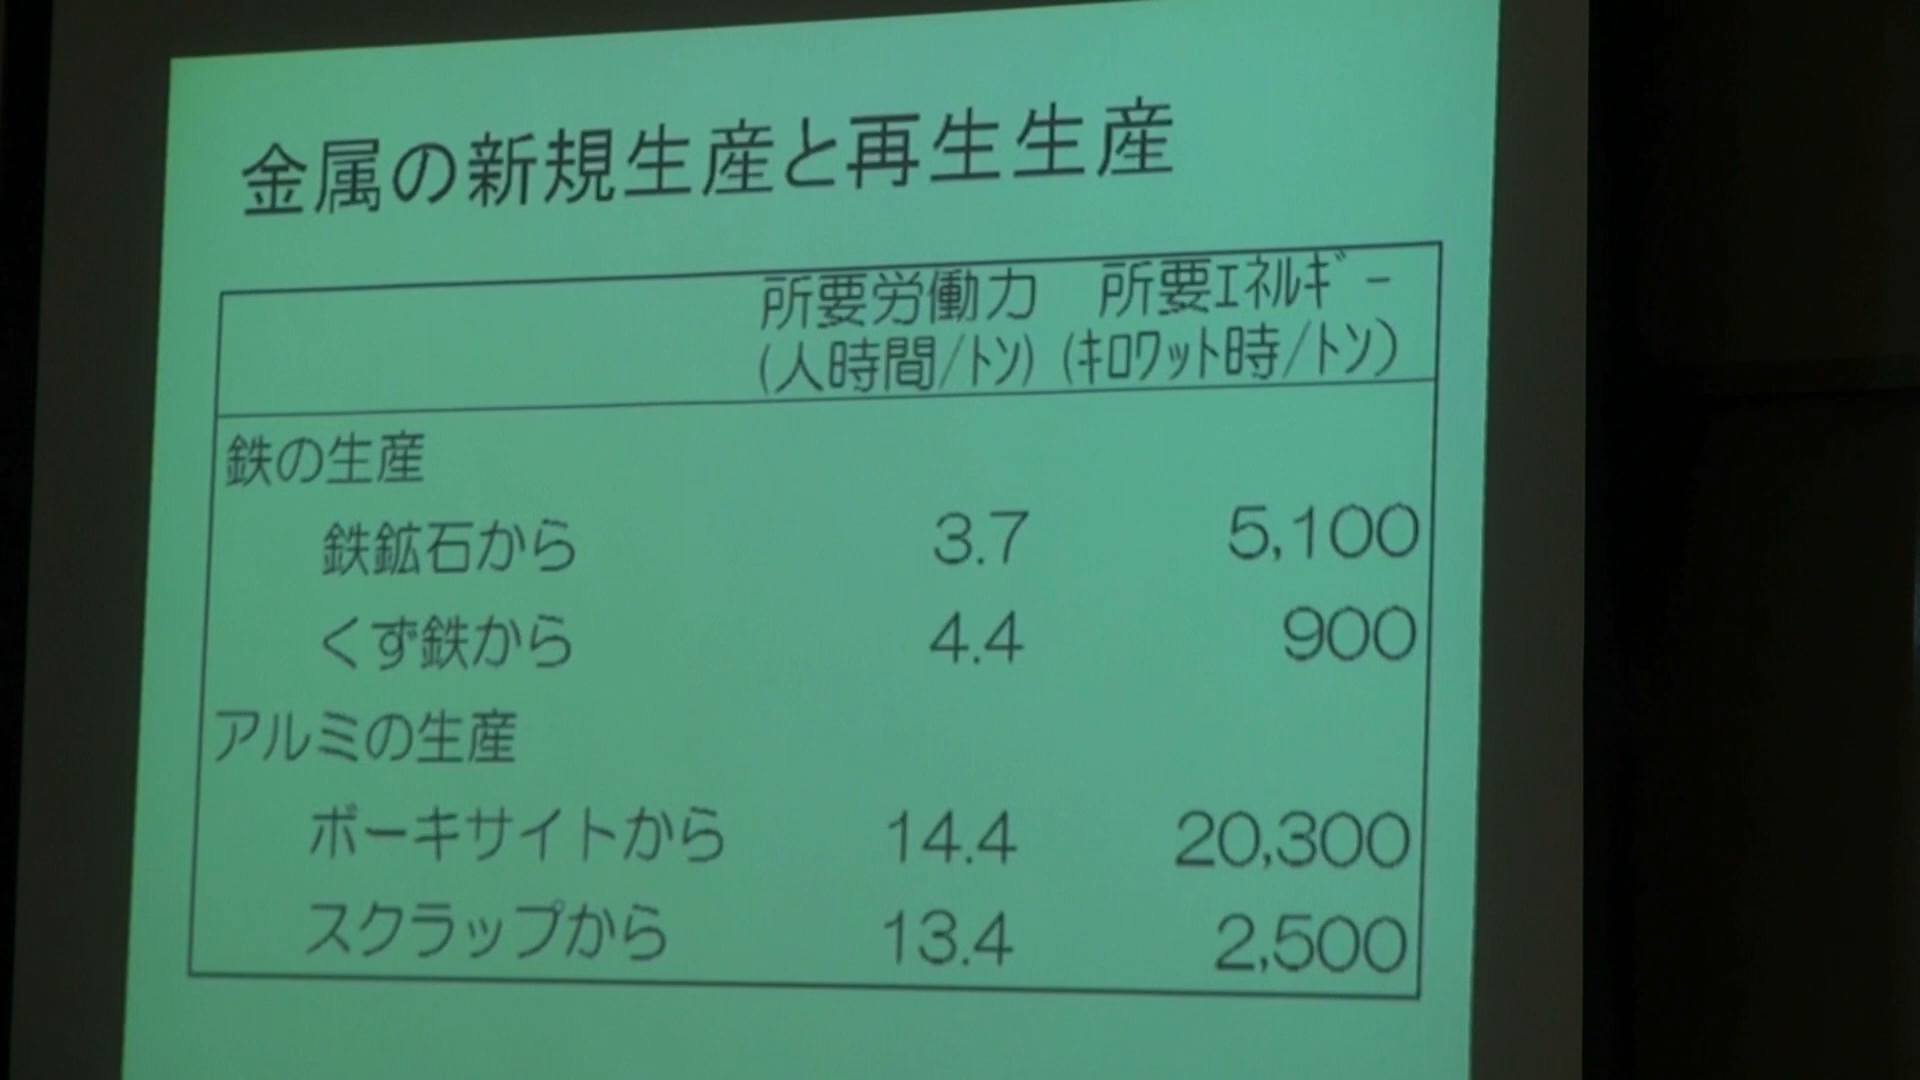 金属の新規生産と再生生産
所要労働力 所要ｴﾈﾙｷﾞｰ
(人時間/ﾄﾝ) (ｷﾛﾜｯﾄ時/ﾄﾝ)
鉄の生産
鉄鉱石から 3.7 5,100
くず鉄から 4.4 900
アルミの生産
ボーキサイトから 14.4 20,300
スクラップから 13.4 2,500